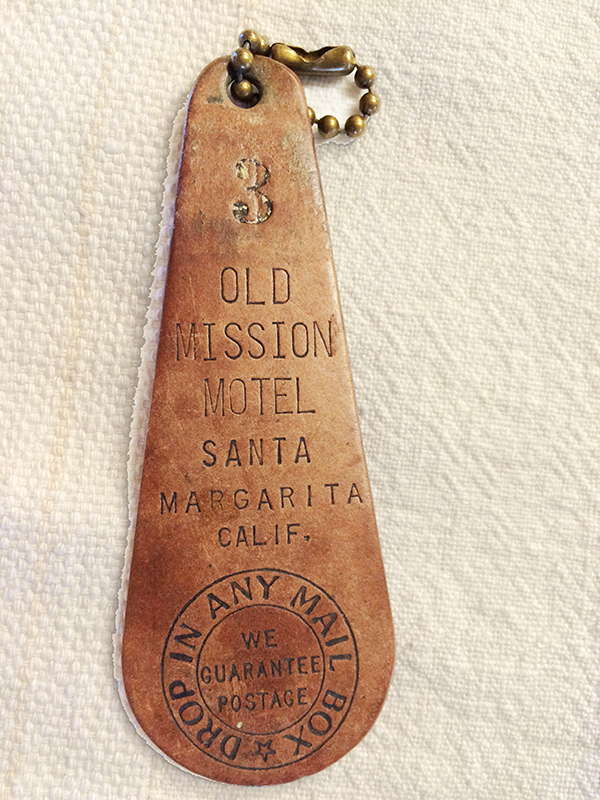 3
OLD
MISSION
MOTEL
SANTA
MARGARITA
CALIF.
DROP IN ANY MAIL BOX
WE
GUARANTEE
POSTAGE